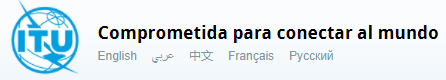 ITU
Comprometida para conectar al mundo
English عربي 中文 Français Русский